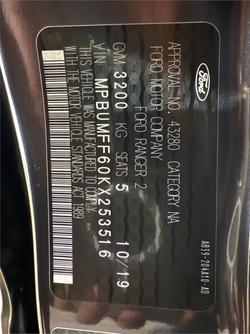 Ford
APPROVAL NO. 43280 CATEGORY NA
FORD MOTOR COMPANY
FORD RANGER 2
GVM 3200 KG SEATS 5 10/19
VIN MPBUMFF60KX253516
THIS VEHICLE WAS MANUFACTURED TO COMPLY
WITH THE MOTOR VEHICLE STANDARDS ACT 1989
AB39-2D4A10-AD